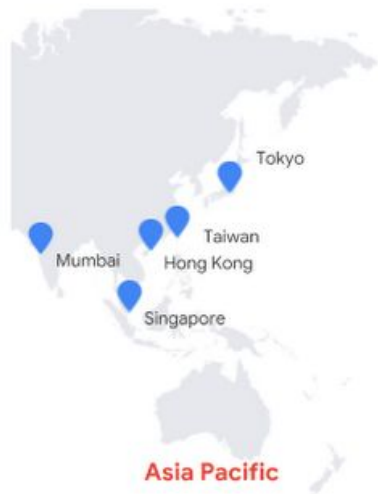 Tokyo
Taiwan
Mumbai
Hong Kong
Singapore
Asia Pacific